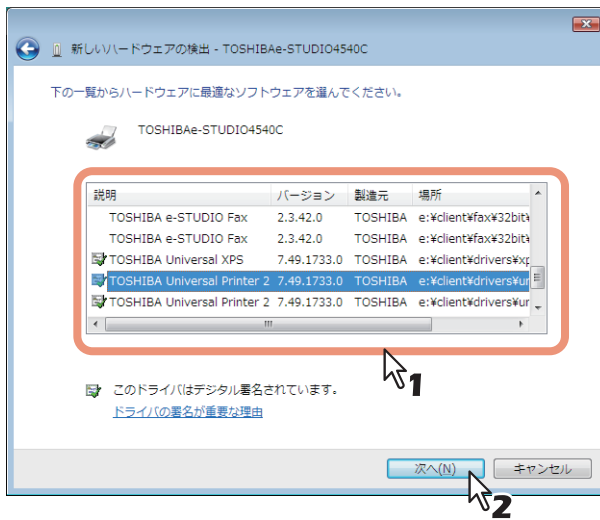 新しいハードウェアの検出 - TOSHIBAe-STUDIO4540C
下の一覧からハードウェアに最適なソフトウェアを選んでください。
TOSHIBAe-STUDIO4540C
説明 バージョン 製造元 場所
TOSHIBA e-STUDIO Fax 2.3.42.0 TOSHIBA e:¥client¥fax¥32bit¥
TOSHIBA e-STUDIO Fax 2.3.42.0 TOSHIBA e:¥client¥fax¥32bit¥
TOSHIBA Universal XPS 7.49.1733.0 TOSHIBA e:¥client¥drivers¥xp
TOSHIBA Universal Printer 2 7.49.1733.0 TOSHIBA e:¥client¥drivers¥un
TOSHIBA Universal Printer 2 7.49.1733.0 TOSHIBA e:¥client¥drivers¥un
1
このドライバはデジタル署名されています。
ドライバの署名が重要な理由
次へ(N) キャンセル
2